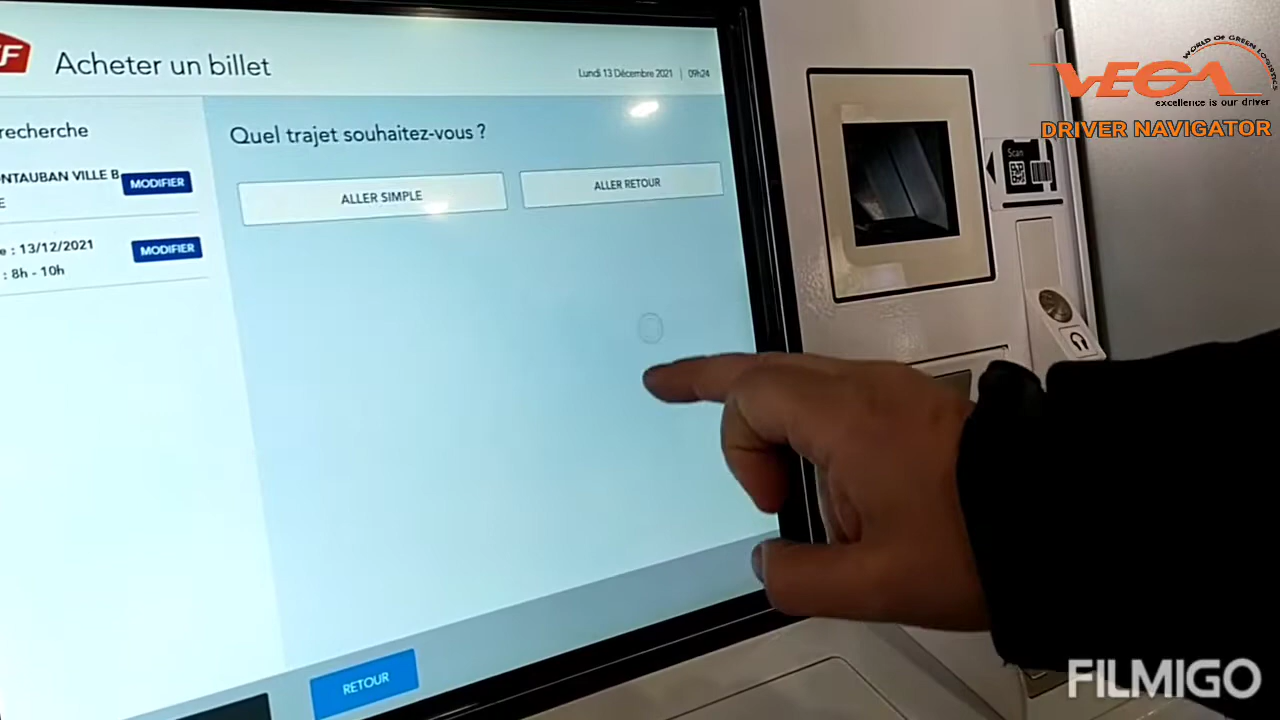 Acheter un billet
Lundi 13 Décembre 2021 | 09h24
recherche
Quel trajet souhaitez-vous ?
NTAUBAN VILLE B
E
MODIFIER
ALLER SIMPLE
ALLER RETOUR
e : 13/12/2021
: 8h - 10h
MODIFIER
RETOUR
Scan
WORLD OF GREEN LOGISTICS
VEGA
excellence is our driver
DRIVER NAVIGATOR
FILMIGO